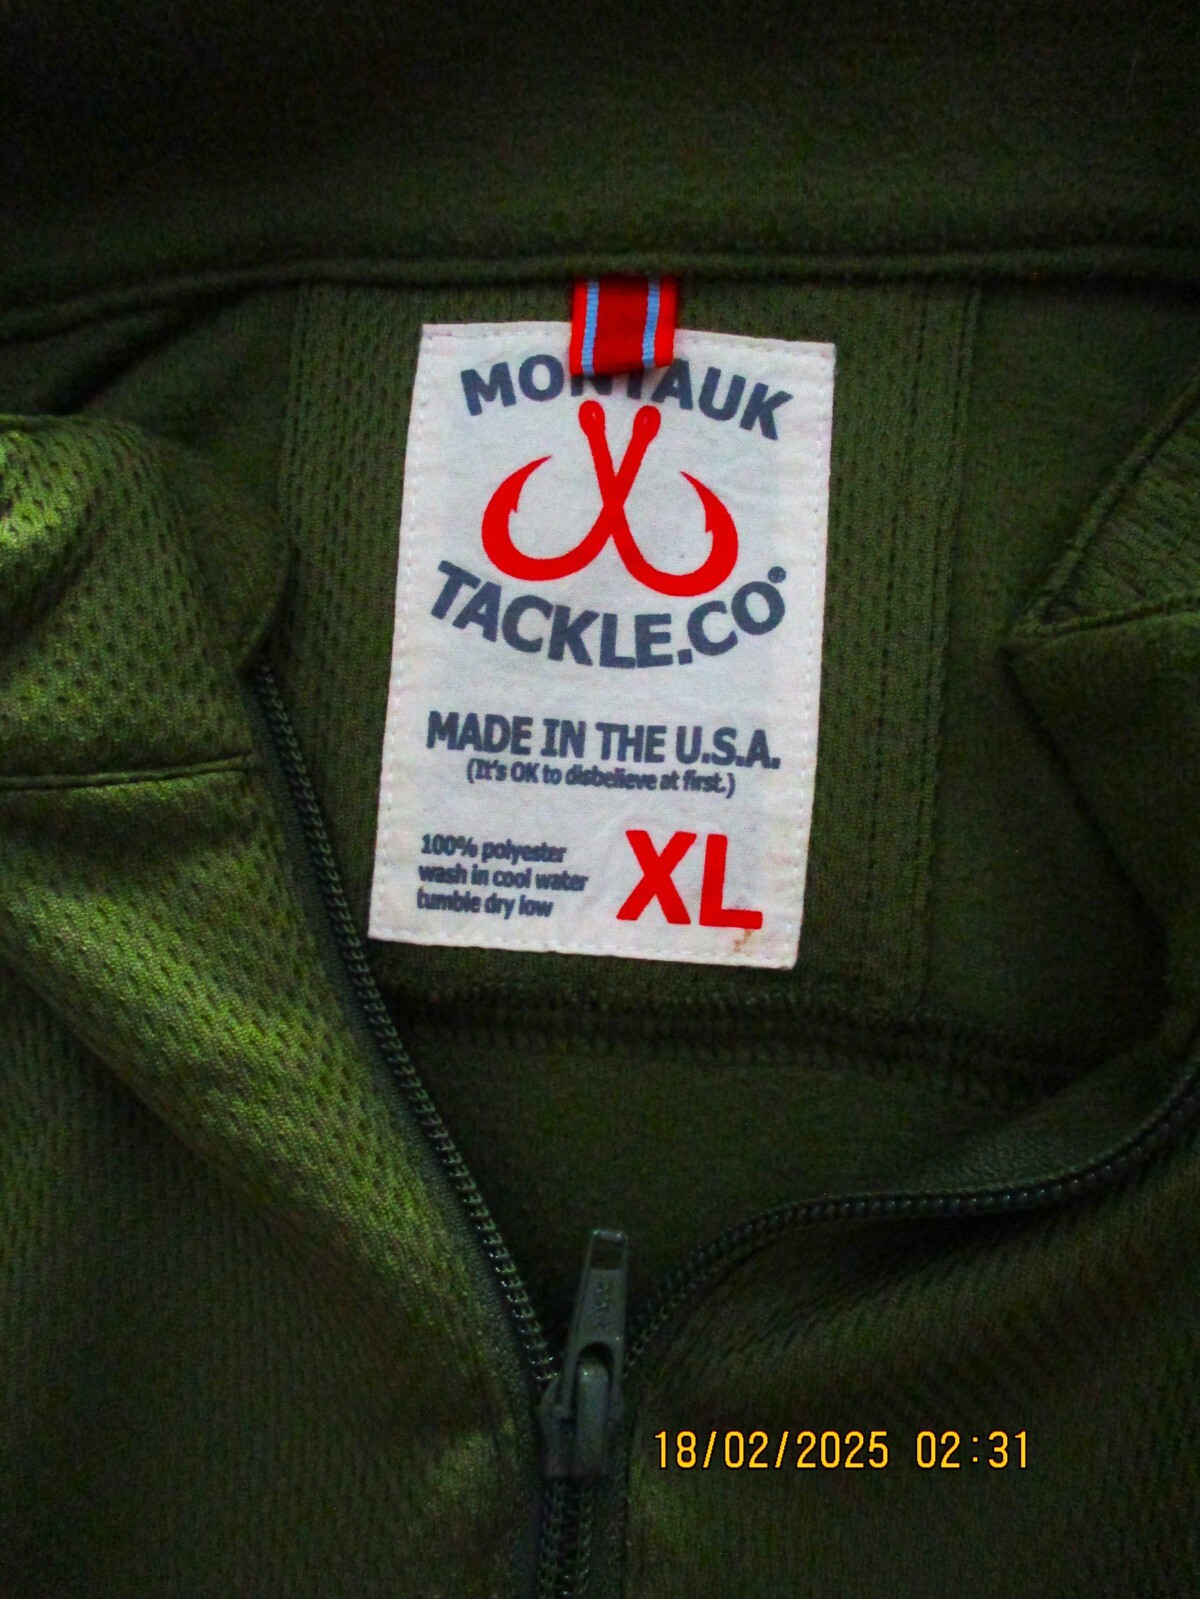 MONTAUK
TACKLE.CO®
MADE IN THE U.S.A.
(It's OK to disbelieve at first.)
100% polyester
wash in cool water
tumble dry low
XL
18/02/2025 02:31